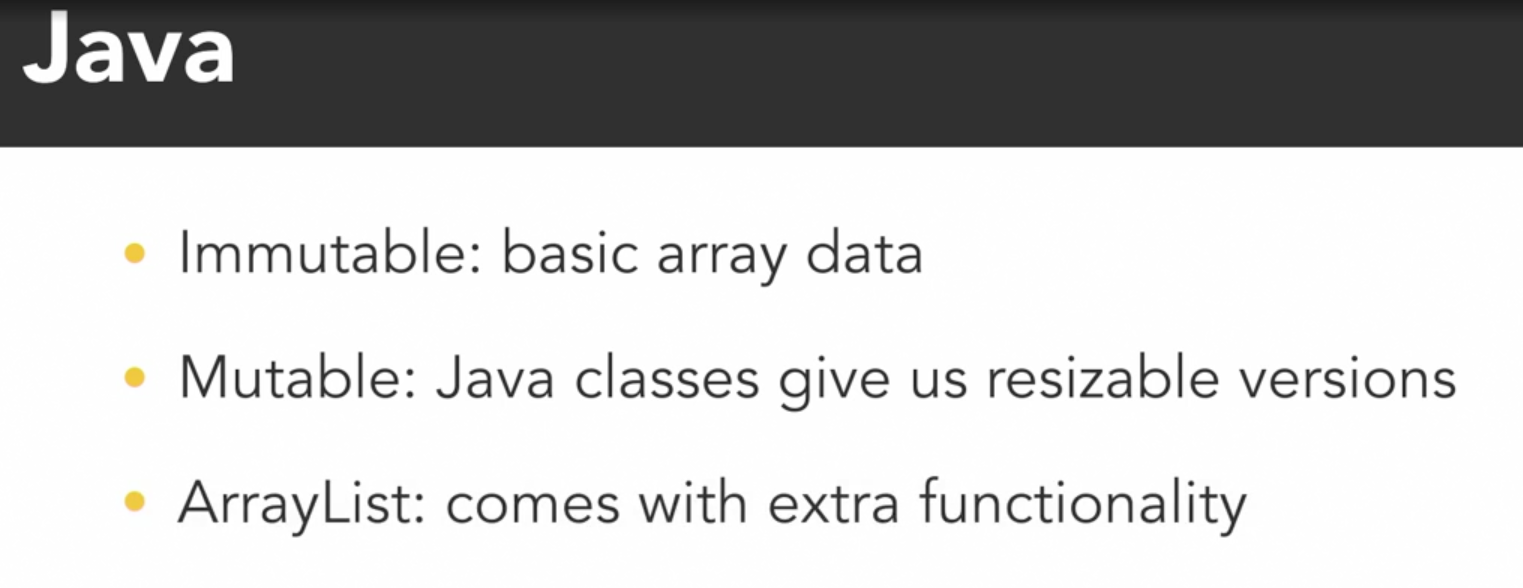 Java
Immutable: basic array data
Mutable: Java classes give us resizable versions
ArrayList: comes with extra functionality